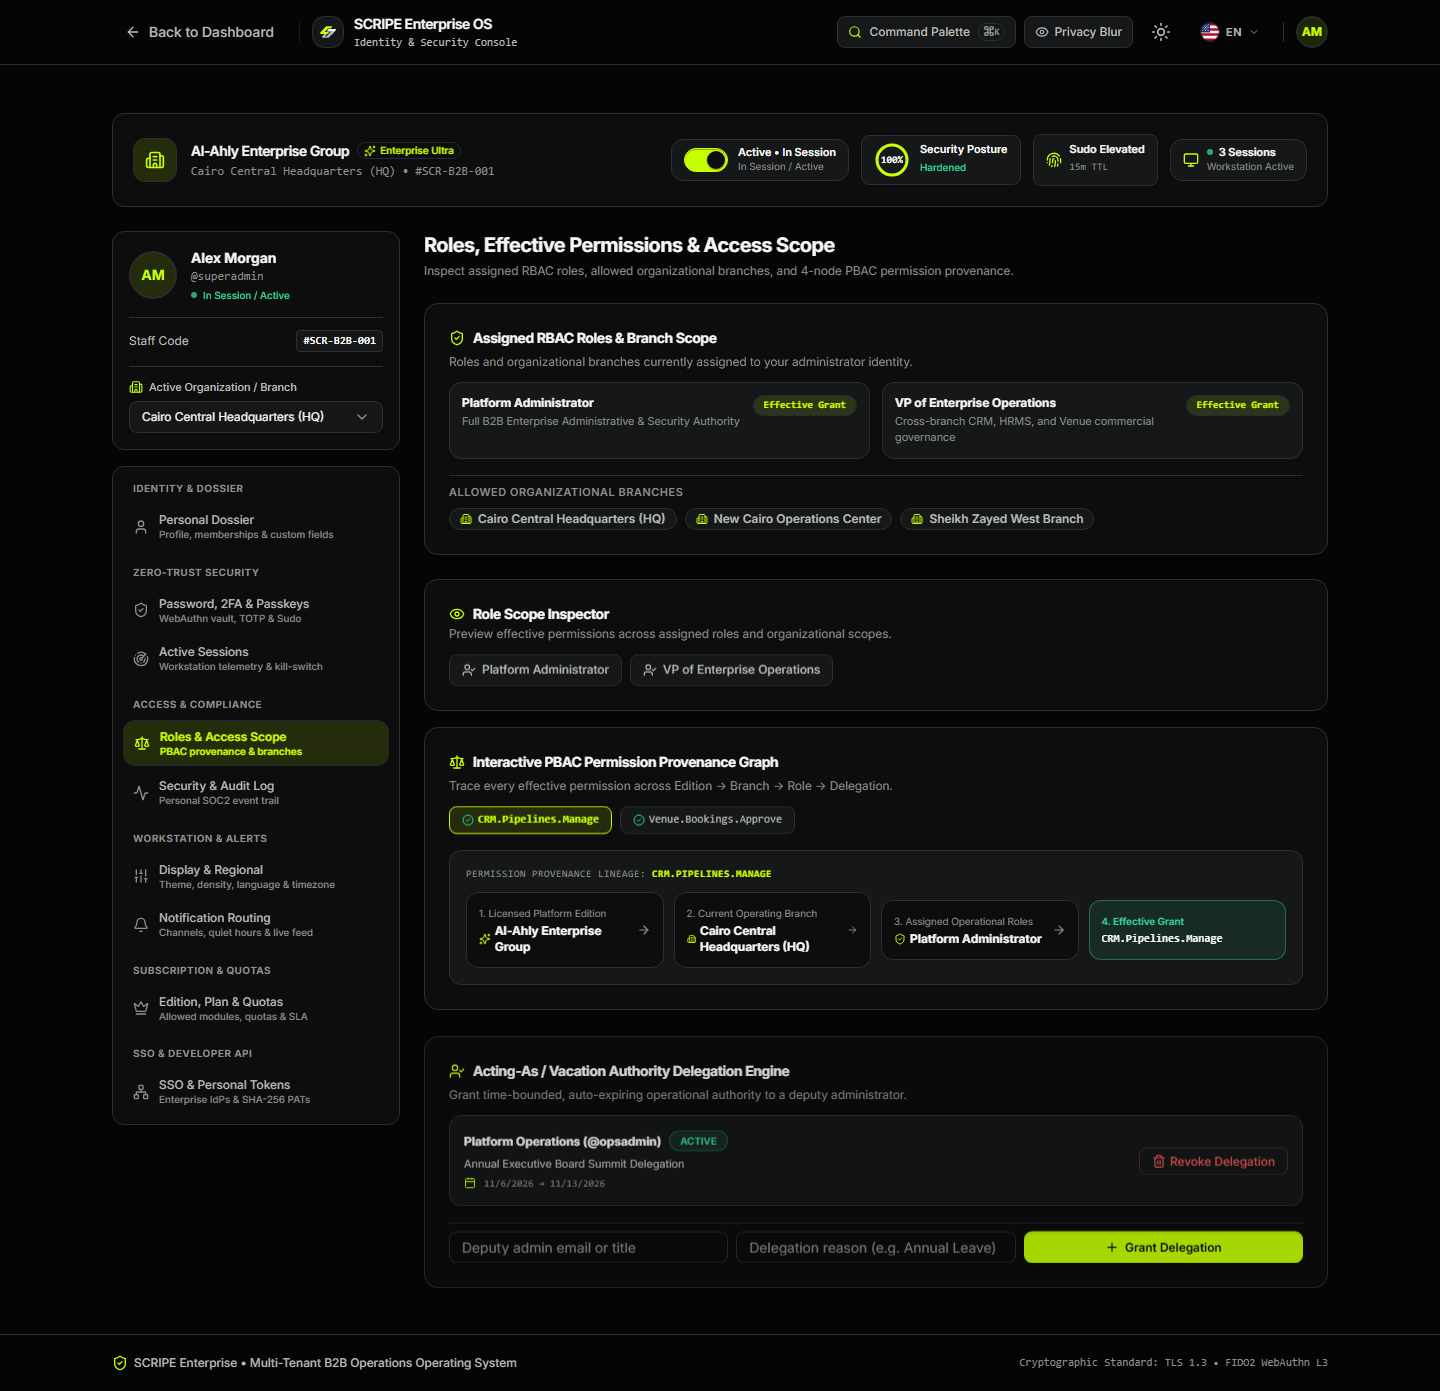 Back to Dashboard
SCRIPE Enterprise OS
Identity & Security Console
Command Palette ⌘K
Privacy Blur
EN
AM
Al-Ahly Enterprise Group
Enterprise Ultra
Cairo Central Headquarters (HQ) • #SCR-B2B-001
Active • In Session
In Session / Active
100%
Security Posture
Hardened
Sudo Elevated
15m TTL
3 Sessions
Workstation Active
AM
Alex Morgan
@superadmin
In Session / Active
Staff Code
#SCR-B2B-001
Active Organization / Branch
Cairo Central Headquarters (HQ)
IDENTITY & DOSSIER
Personal Dossier
Profile, memberships & custom fields
ZERO-TRUST SECURITY
Password, 2FA & Passkeys
WebAuthn vault, TOTP & Sudo
Active Sessions
Workstation telemetry & kill-switch
ACCESS & COMPLIANCE
Roles & Access Scope
PBAC provenance & branches
Security & Audit Log
Personal SOC2 event trail
WORKSTATION & ALERTS
Display & Regional
Theme, density, language & timezone
Notification Routing
Channels, quiet hours & live feed
SUBSCRIPTION & QUOTAS
Edition, Plan & Quotas
Allowed modules, quotas & SLA
SSO & DEVELOPER API
SSO & Personal Tokens
Enterprise IdPs & SHA-256 PATs
Roles, Effective Permissions & Access Scope
Inspect assigned RBAC roles, allowed organizational branches, and 4-node PBAC permission provenance.
Assigned RBAC Roles & Branch Scope
Roles and organizational branches currently assigned to your administrator identity.
Platform Administrator
Effective Grant
Full B2B Enterprise Administrative & Security Authority
VP of Enterprise Operations
Effective Grant
Cross-branch CRM, HRMS, and Venue commercial
governance
ALLOWED ORGANIZATIONAL BRANCHES
Cairo Central Headquarters (HQ)
New Cairo Operations Center
Sheikh Zayed West Branch
Role Scope Inspector
Preview effective permissions across assigned roles and organizational scopes.
Platform Administrator
VP of Enterprise Operations
Interactive PBAC Permission Provenance Graph
Trace every effective permission across Edition → Branch → Role → Delegation.
CRM.Pipelines.Manage
Venue.Bookings.Approve
PERMISSION PROVENANCE LINEAGE: CRM.PIPELINES.MANAGE
1. Licensed Platform Edition
Al-Ahly Enterprise
Group
2. Current Operating Branch
Cairo Central
Headquarters (HQ)
3. Assigned Operational Roles
Platform Administrator
4. Effective Grant
CRM.Pipelines.Manage
Acting-As / Vacation Authority Delegation Engine
Grant time-bounded, auto-expiring operational authority to a deputy administrator.
Platform Operations (@opsadmin)
ACTIVE
Annual Executive Board Summit Delegation
11/6/2026 → 11/13/2026
Revoke Delegation
Deputy admin email or title
Delegation reason (e.g. Annual Leave)
Grant Delegation
SCRIPE Enterprise • Multi-Tenant B2B Operations Operating System
Cryptographic Standard: TLS 1.3 • FIDO2 WebAuthn L3